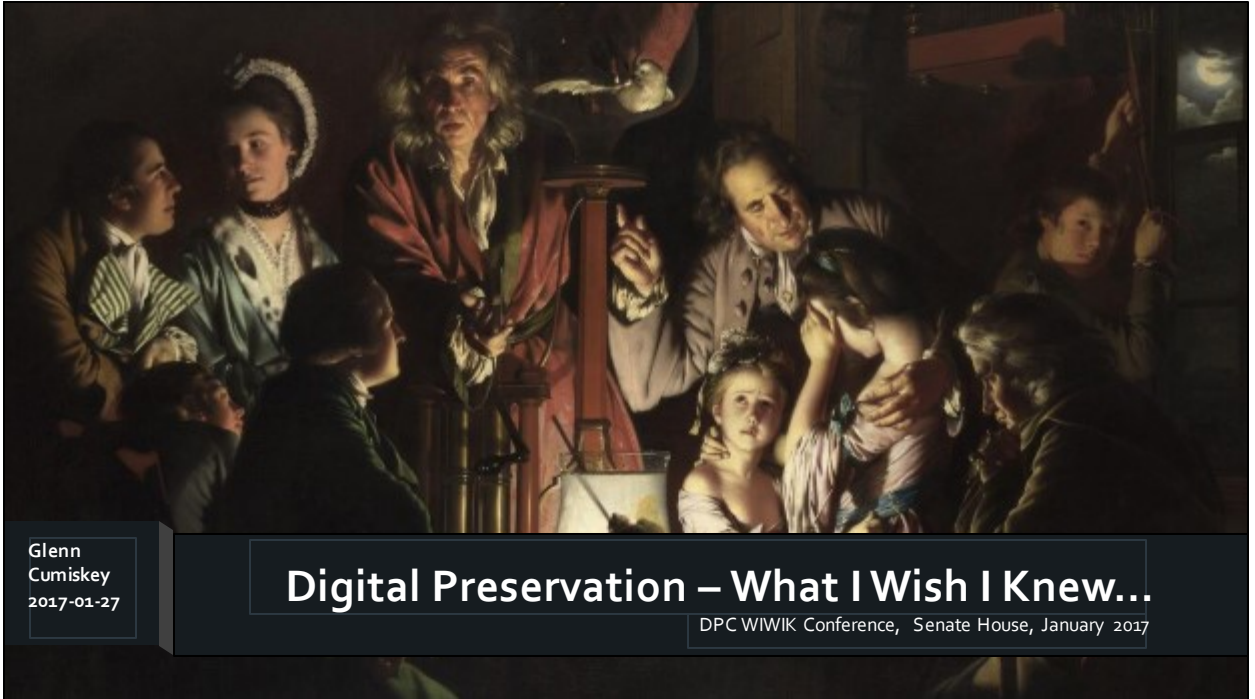 Glenn
Cumiskey
2017-01-27
Digital Preservation – What I Wish I Knew…
DPC WIWIK Conference, Senate House, January 2017